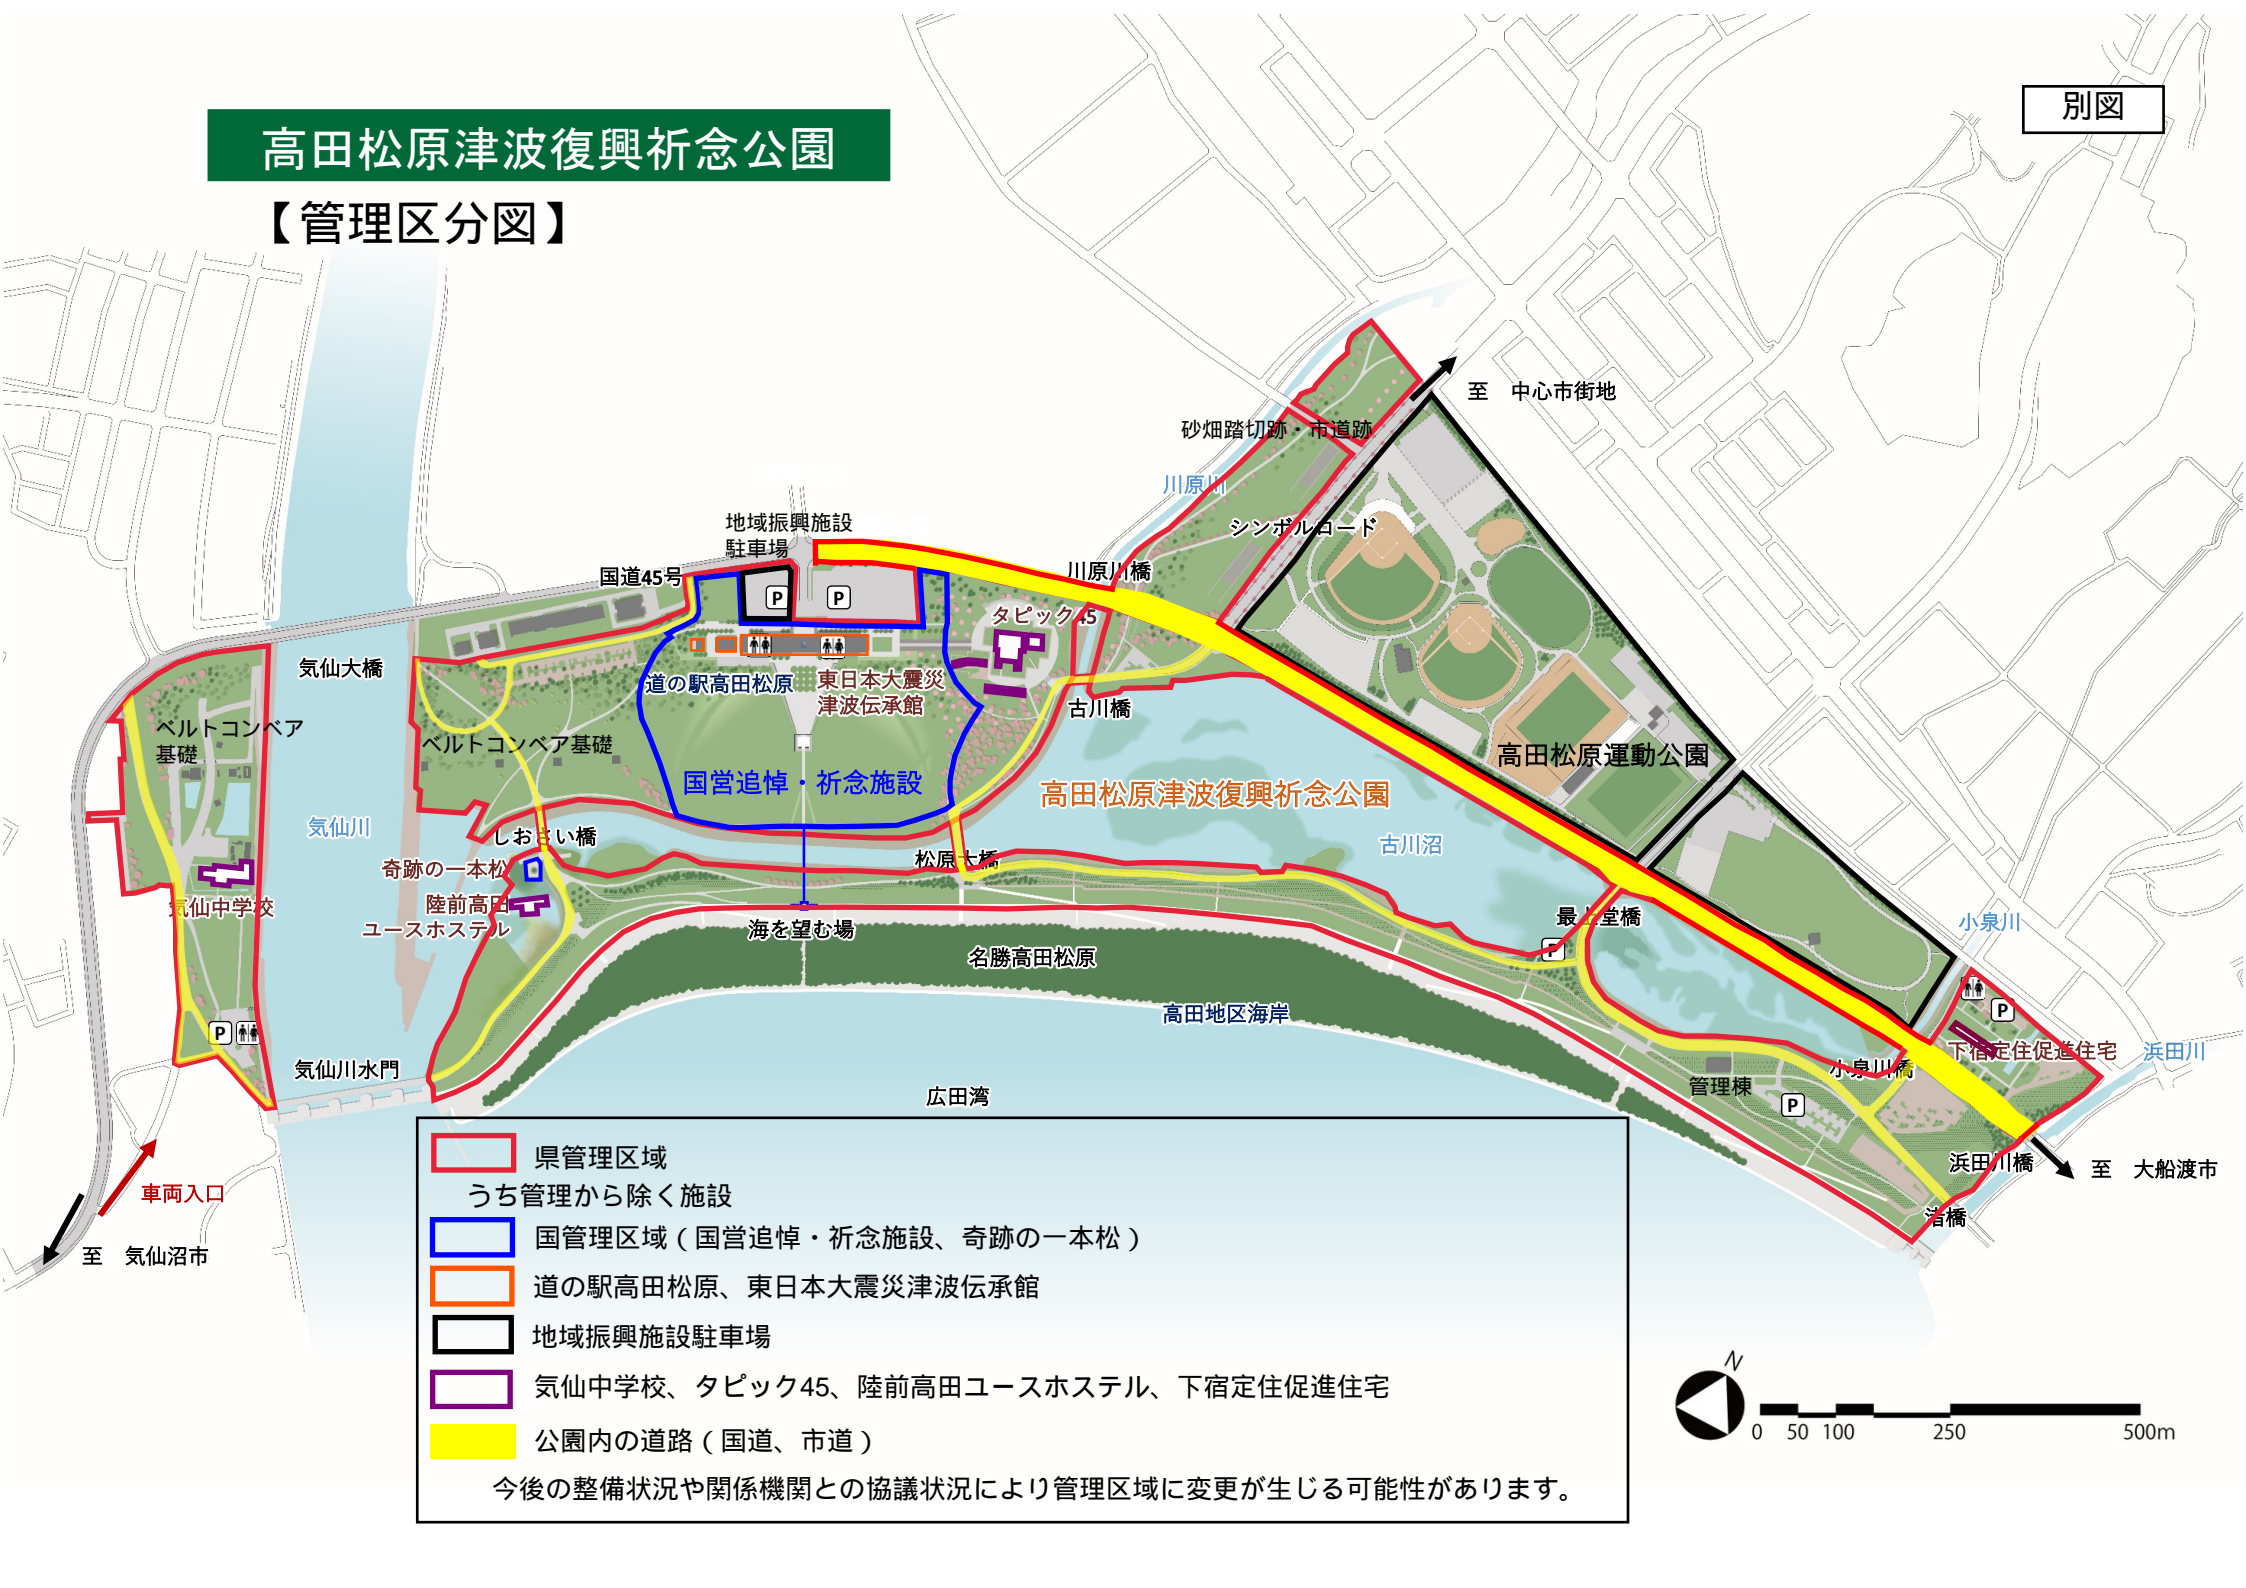 別図
高田松原津波復興祈念公園
【管理区分図】
至 中心市街地
砂畑踏切跡・市道跡
川原川
シンボルロード
地域振興施設
駐車場
国道45号
川原川橋
P
P
タピック45
気仙大橋
道の駅高田松原
東日本大震災
津波伝承館
古川橋
ベルトコンベア
基礎
ベルトコンベア基礎
高田松原運動公園
国営追悼・祈念施設
高田松原津波復興祈念公園
気仙川
しおさい橋
古川沼
松原大橋
奇跡の一本松
陸前高田
ユースホステル
気仙中学校
最上堂橋
小泉川
海を望む場
P
名勝高田松原
P
高田地区海岸
P
下宿定住促進住宅
浜田川
気仙川水門
小泉川橋
管理棟
広田湾
P
浜田川橋
至 大船渡市
車両入口
渚橋
至 気仙沼市
県管理区域
うち管理から除く施設
国管理区域(国営追悼・祈念施設、奇跡の一本松)
道の駅高田松原、東日本大震災津波伝承館
地域振興施設駐車場
気仙中学校、タピック45、陸前高田ユースホステル、下宿定住促進住宅
公園内の道路(国道、市道)
今後の整備状況や関係機関との協議状況により管理区域に変更が生じる可能性があります。
N
0 50 100 250 500m